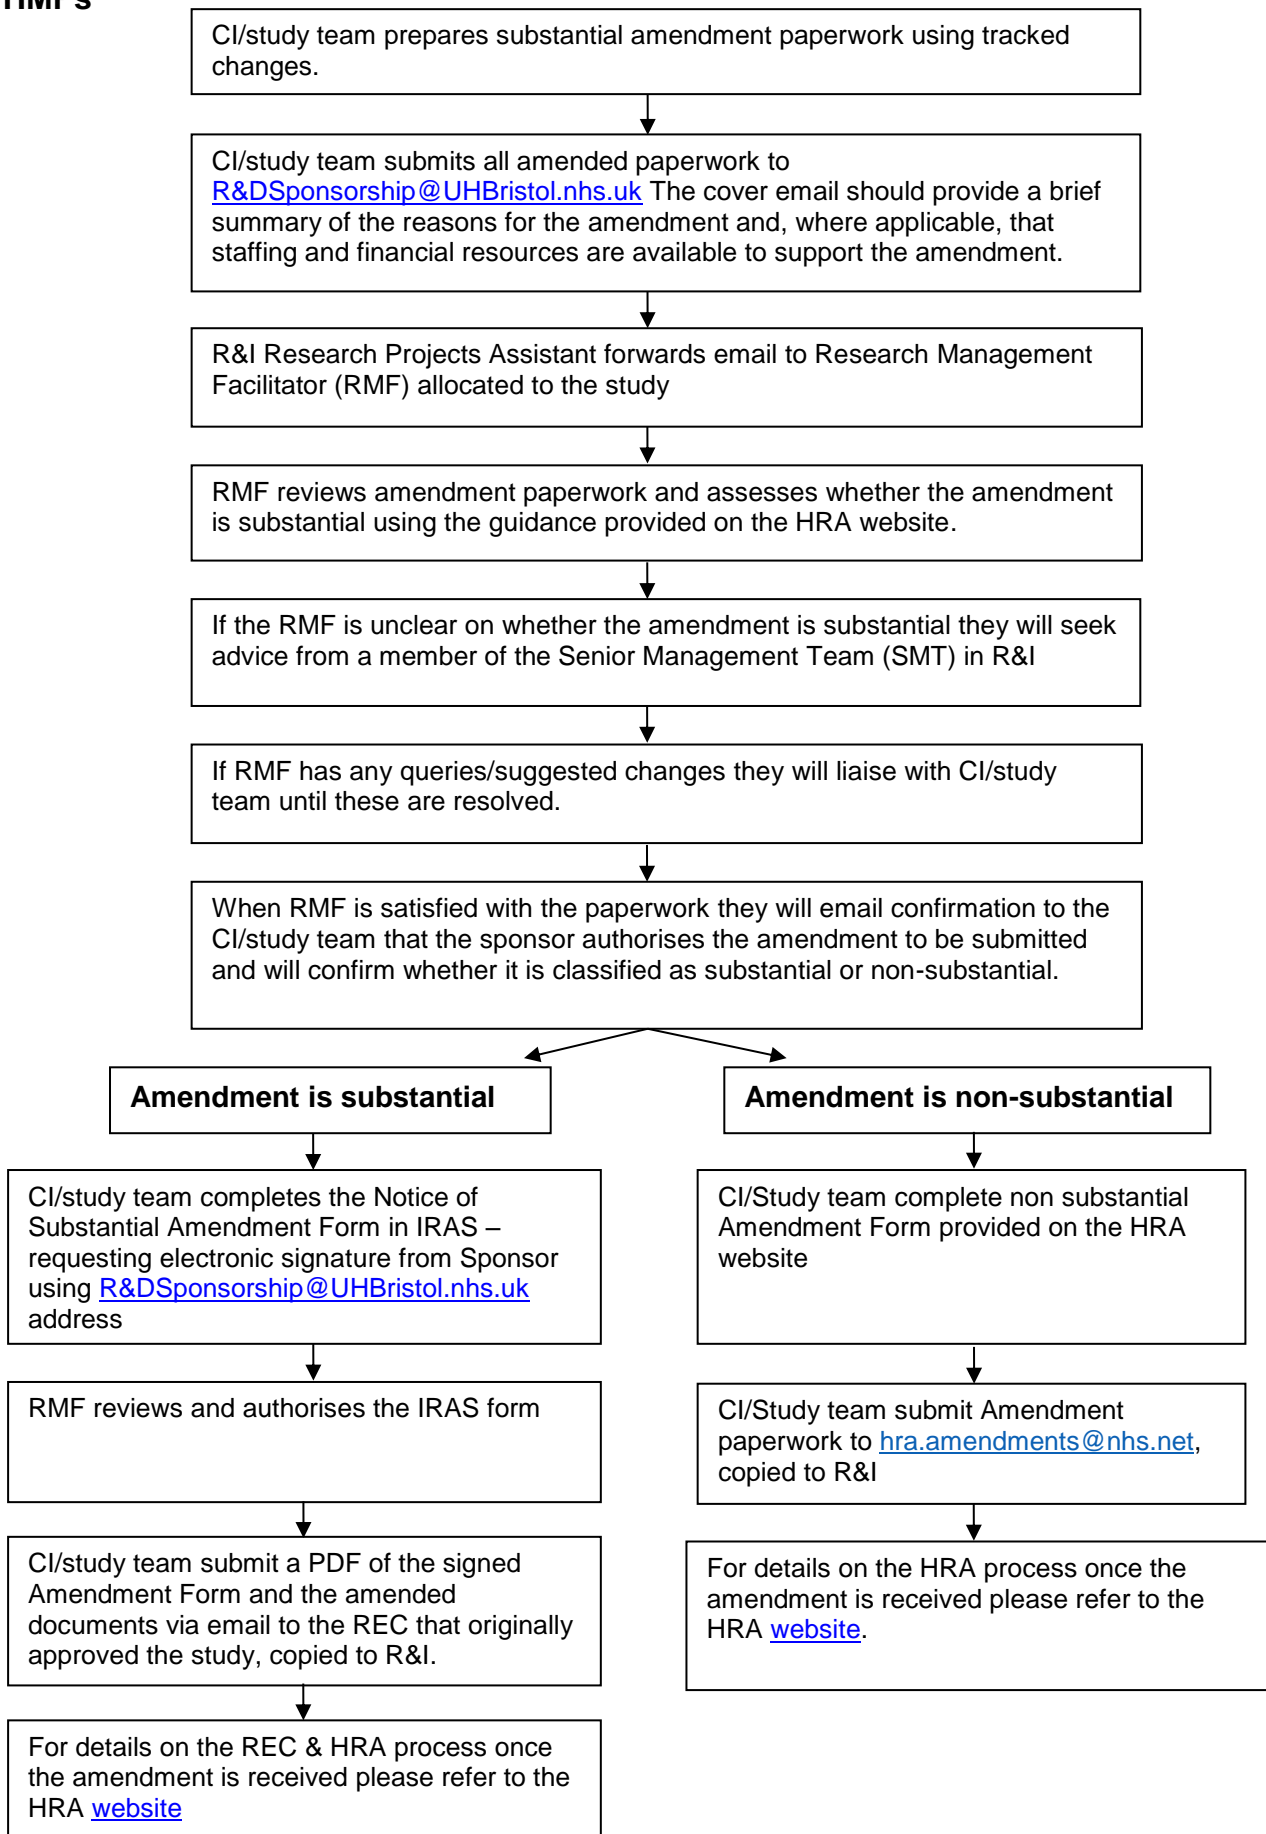 CI/study team prepares substantial amendment paperwork using tracked
changes.
CI/study team submits all amended paperwork to
R&DSponsorship@UHBristol.nhs.uk The cover email should provide a brief
summary of the reasons for the amendment and, where applicable, that
staffing and financial resources are available to support the amendment.
R&I Research Projects Assistant forwards email to Research Management
Facilitator (RMF) allocated to the study
RMF reviews amendment paperwork and assesses whether the amendment
is substantial using the guidance provided on the HRA website.
If the RMF is unclear on whether the amendment is substantial they will seek
advice from a member of the Senior Management Team (SMT) in R&I
If RMF has any queries/suggested changes they will liaise with CI/study
team until these are resolved.
When RMF is satisfied with the paperwork they will email confirmation to the
CI/study team that the sponsor authorises the amendment to be submitted
and will confirm whether it is classified as substantial or non-substantial.
Amendment is substantial
CI/study team completes the Notice of
Substantial Amendment Form in IRAS –
requesting electronic signature from Sponsor
using R&DSponsorship@UHBristol.nhs.uk
address
RMF reviews and authorises the IRAS form
CI/study team submit a PDF of the signed
Amendment Form and the amended
documents via email to the REC that originally
approved the study, copied to R&I.
For details on the REC & HRA process once
the amendment is received please refer to the
HRA website
Amendment is non-substantial
CI/Study team complete non substantial
Amendment Form provided on the HRA
website
CI/Study team submit Amendment
paperwork to hra.amendments@nhs.net,
copied to R&I
For details on the HRA process once the
amendment is received please refer to the
HRA website.